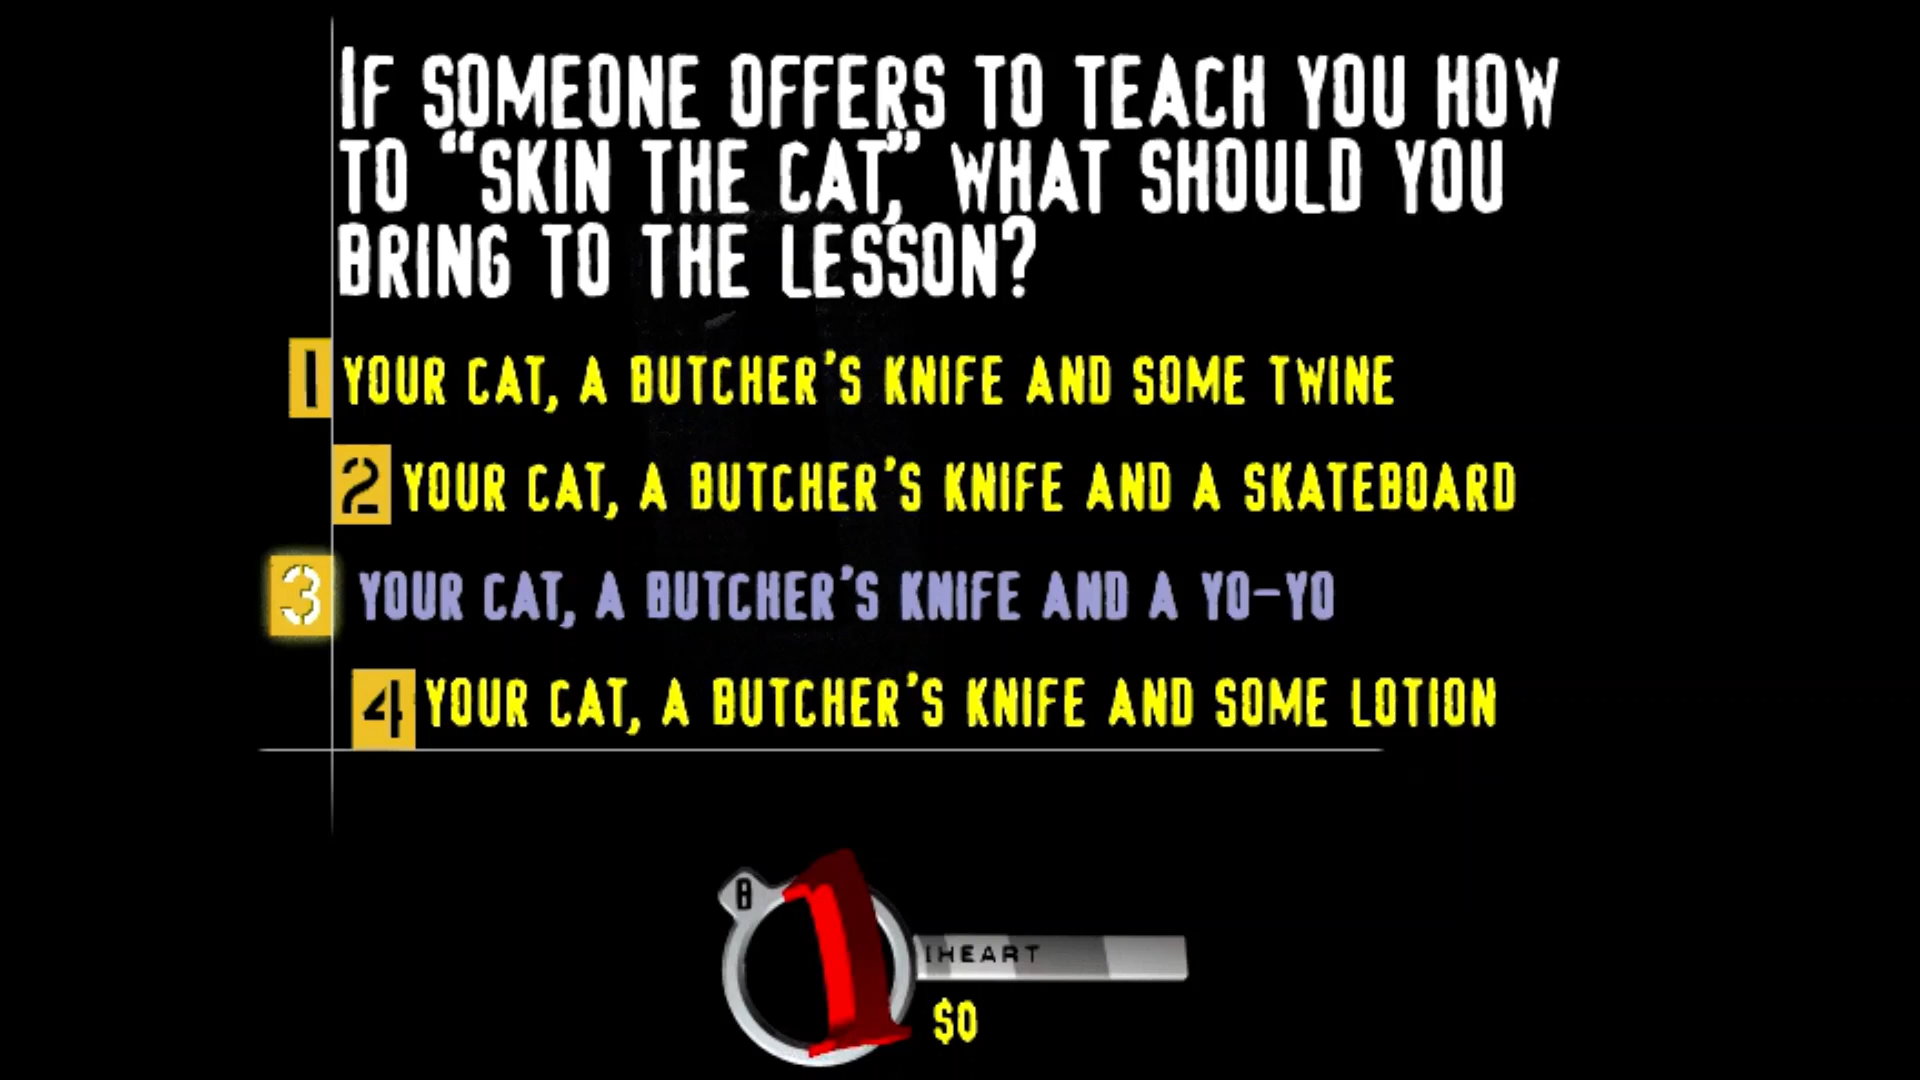 IF SOMEONE OFFERS TO TEACH YOU HOW
TO “SKIN THE CAT,” WHAT SHOULD YOU
BRING TO THE LESSON?
1 YOUR CAT, A BUTCHER’S KNIFE AND SOME TWINE
2 YOUR CAT, A BUTCHER’S KNIFE AND A SKATEBOARD
3 YOUR CAT, A BUTCHER’S KNIFE AND A YO-YO
4 YOUR CAT, A BUTCHER’S KNIFE AND SOME LOTION
B
1
IHEART
$0